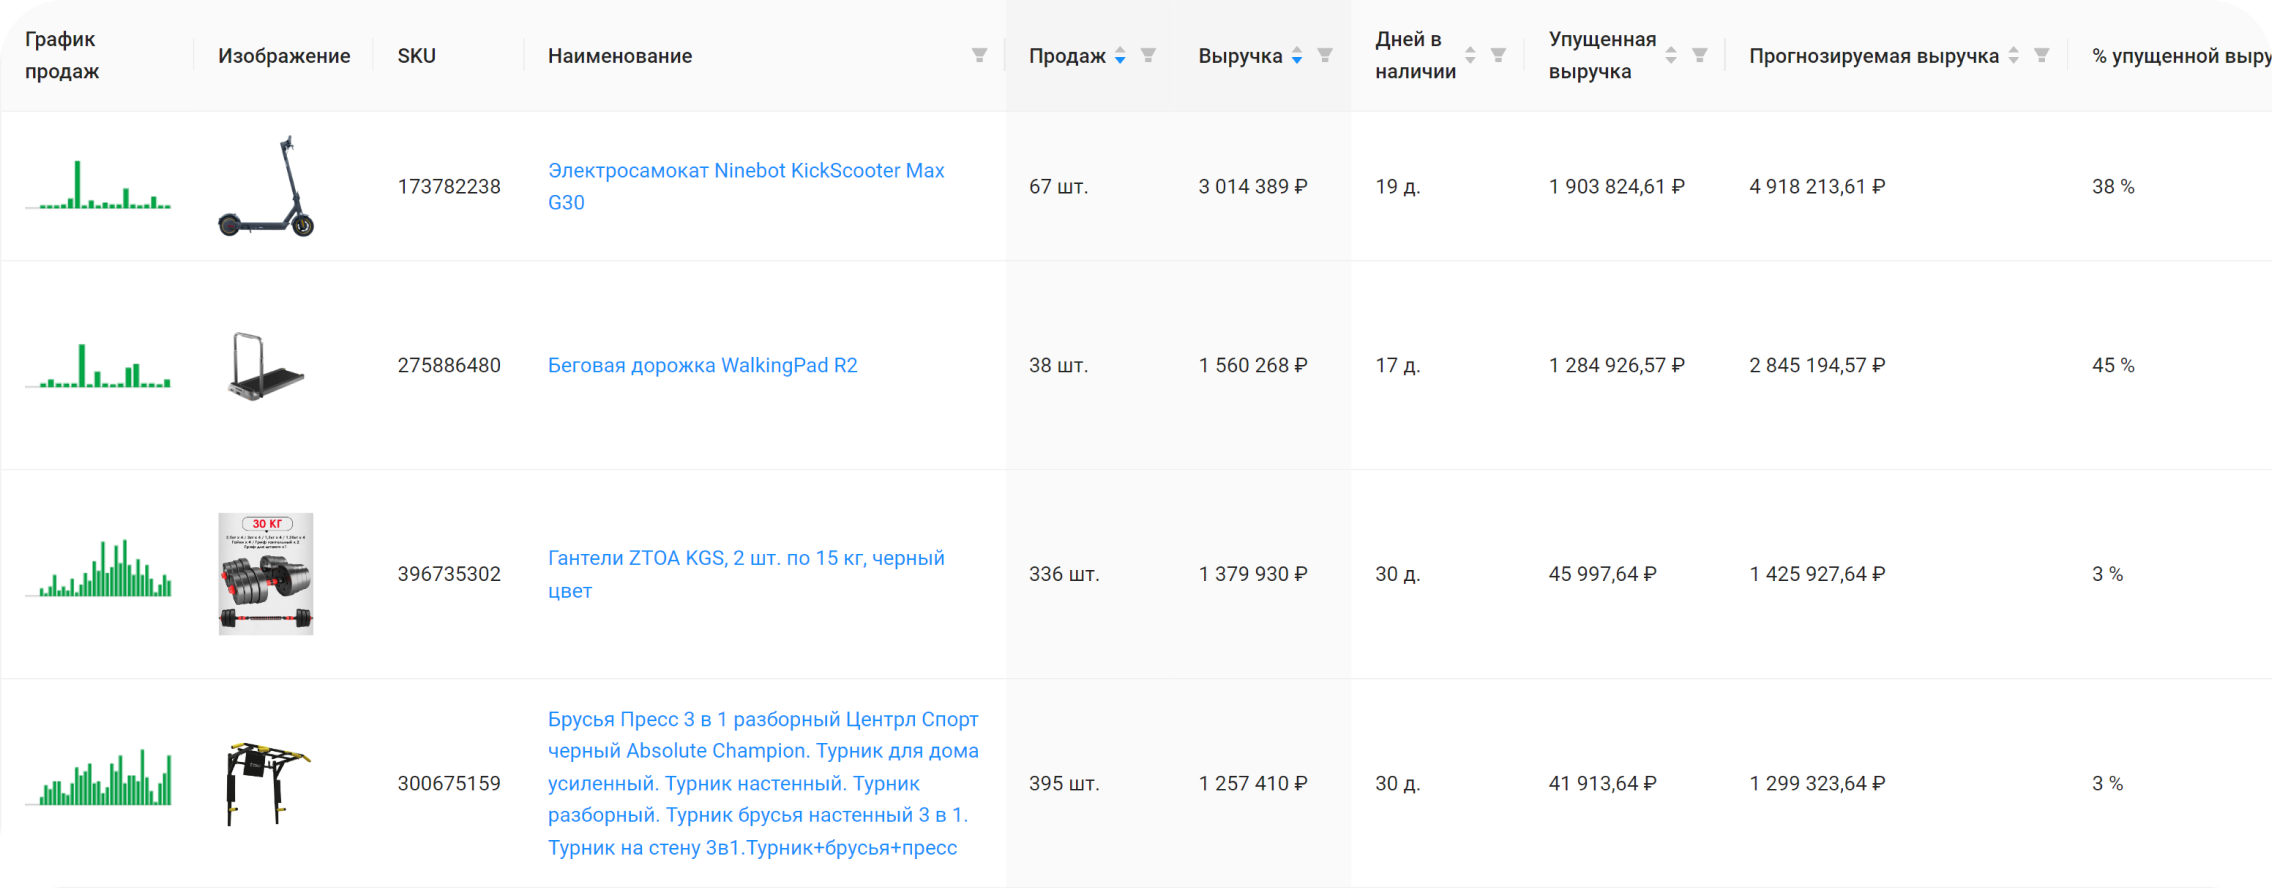 График
продаж
Изображение
SKU
Наименование
Продаж
Выручка
Дней в
наличии
Упущенная
выручка
Прогнозируемая выручка
% упущенной выру
Электросамокат Ninebot KickScooter Max
G30
173782238
67 шт.
3 014 389 ₽
19 д.
1 903 824,61 ₽
4 918 213,61 ₽
38 %
275886480
Беговая дорожка WalkingPad R2
38 шт.
1 560 268 ₽
17 д.
1 284 926,57 ₽
2 845 194,57 ₽
45 %
30 КГ
396735302
Гантели ZTOA KGS, 2 шт. по 15 кг, черный
цвет
336 шт.
1 379 930 ₽
30 д.
45 997,64 ₽
1 425 927,64 ₽
3 %
300675159
Брусья Пресс 3 в 1 разборный Центрл Спорт
черный Absolute Champion. Турник для дома
усиленный. Турник настенный. Турник
разборный. Турник брусья настенный 3 в 1.
Турник на стену 3в1.Турник+брусья+пресс
395 шт.
1 257 410 ₽
30 д.
41 913,64 ₽
1 299 323,64 ₽
3 %